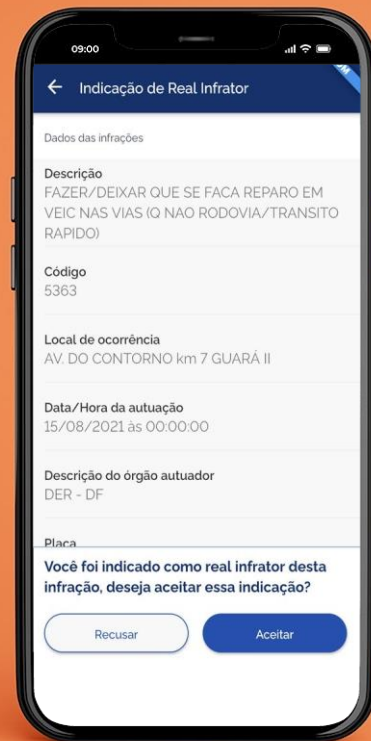 09:00
Indicação de Real Infrator
Dados das infrações
Descrição
FAZER/DEIXAR QUE SE FACA REPARO EM
VEIC NAS VIAS (Q NAO RODOVIA/TRANSITO
RAPIDO)
Código
5363
Local de ocorrência
AV. DO CONTORNO km 7 GUARÁ II
Data/Hora da autuação
15/08/2021 às 00:00:00
Descrição do órgão autuador
DER - DF
Placa
Você foi indicado como real infrator desta
infração, deseja aceitar essa indicação?
Recusar
Aceitar